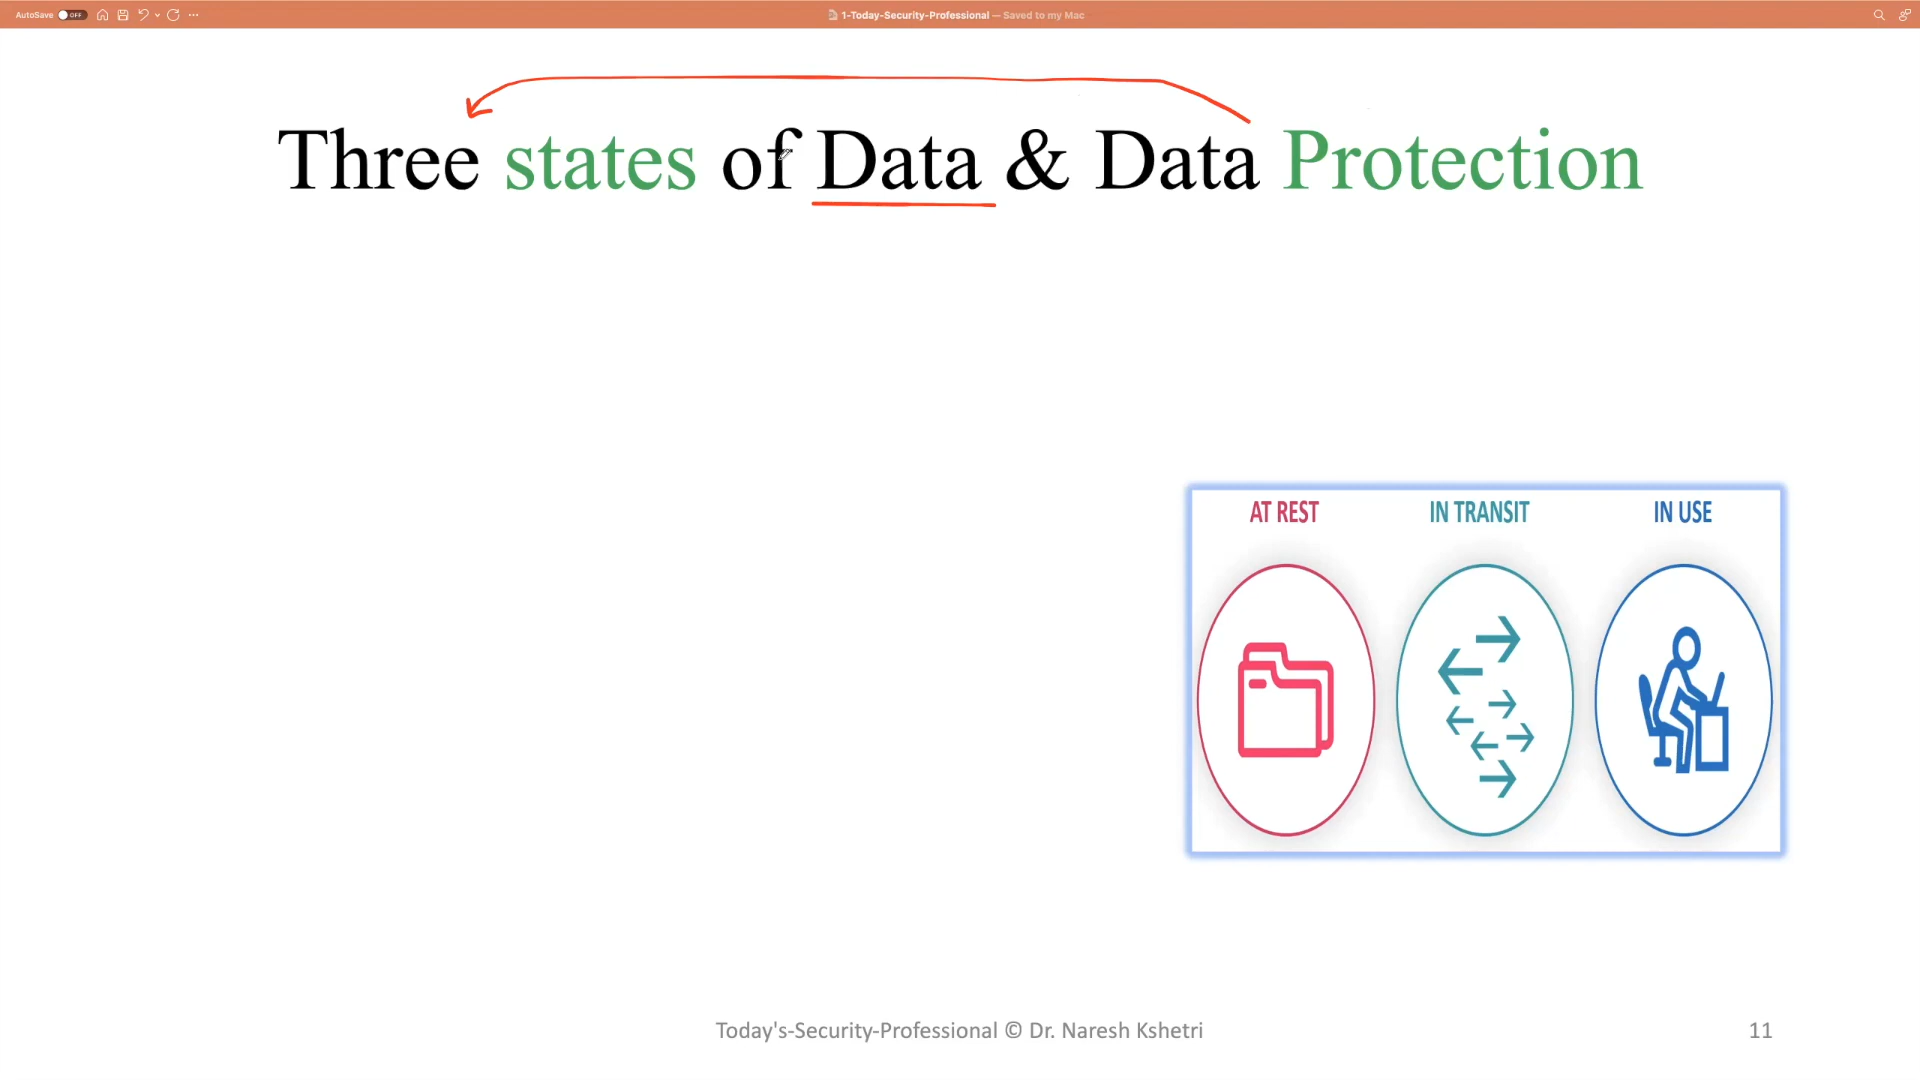 AutoSave OFF
1-Today-Security-Professional — Saved to my Mac
Three states of Data & Data Protection
AT REST IN TRANSIT IN USE
Today's-Security-Professional © Dr. Naresh Kshetri 11